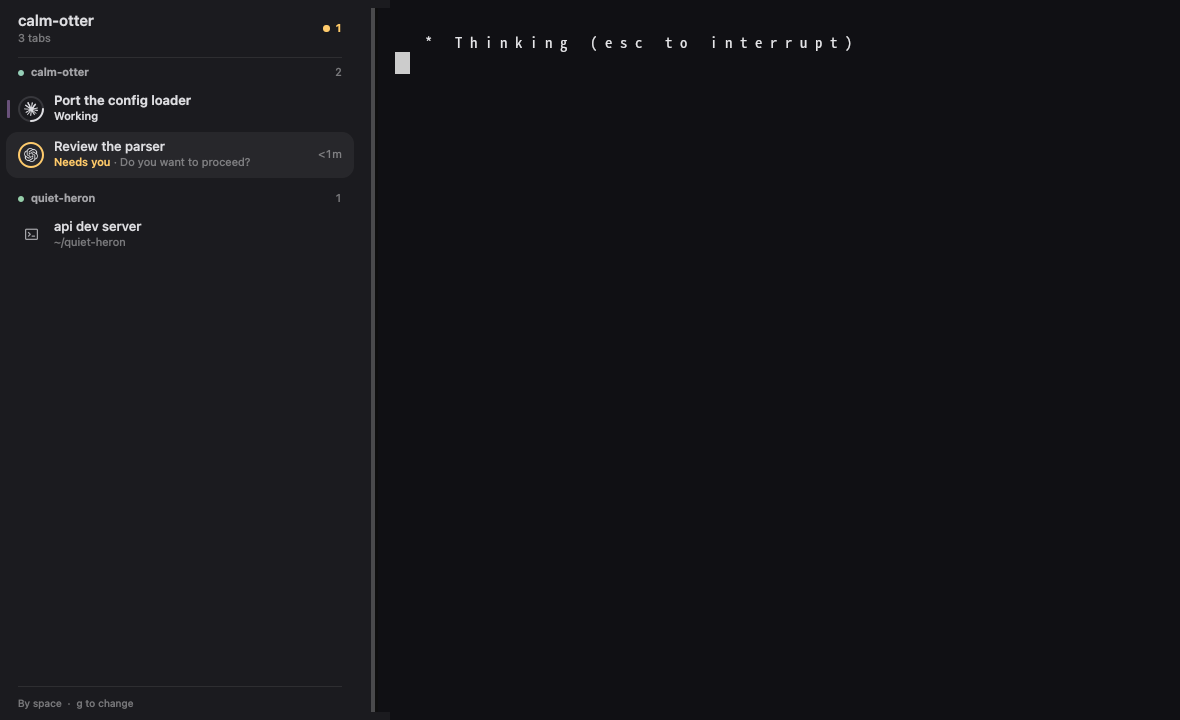 calm-otter
3 tabs
1
calm-otter 2
Port the config loader
Working
Review the parser
Needs you · Do you want to proceed?
<1m
quiet-heron 1
api dev server
~/quiet-heron
By space · g to change
* Thinking (esc to interrupt)